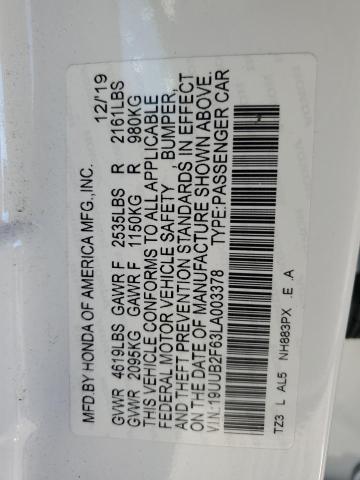 MFD.BY HONDA OF AMERICA MFG.,INC. 12/'19
GVWR 4619LBS GAWR F 2535LBS R 2161LBS
GVWR 2095KG GAWR F 1150KG R 980KG
THIS VEHICLE CONFORMS TO ALL APPLICABLE
FEDERAL MOTOR VEHICLE SAFETY , BUMPER,
AND THEFT PREVENTION STANDARDS IN EFFECT
ON THE DATE OF MANUFACTURE SHOWN ABOVE.
V.I.N:19UUB2F63LA003378 TYPE:PASSENGER CAR
TZ3 L AL5 NH883PX .E .A